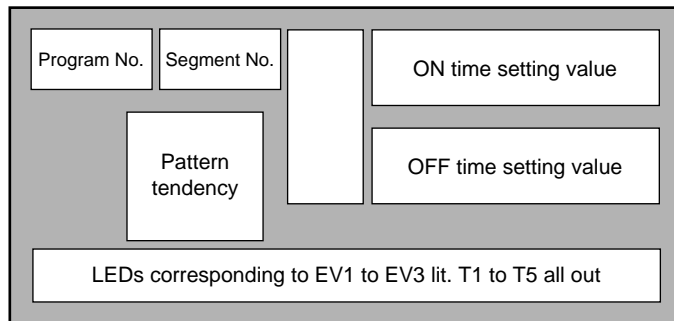 Program No.
Segment No.
ON time setting value
Pattern
tendency
OFF time setting value
LEDs corresponding to EV1 to EV3 lit. T1 to T5 all out